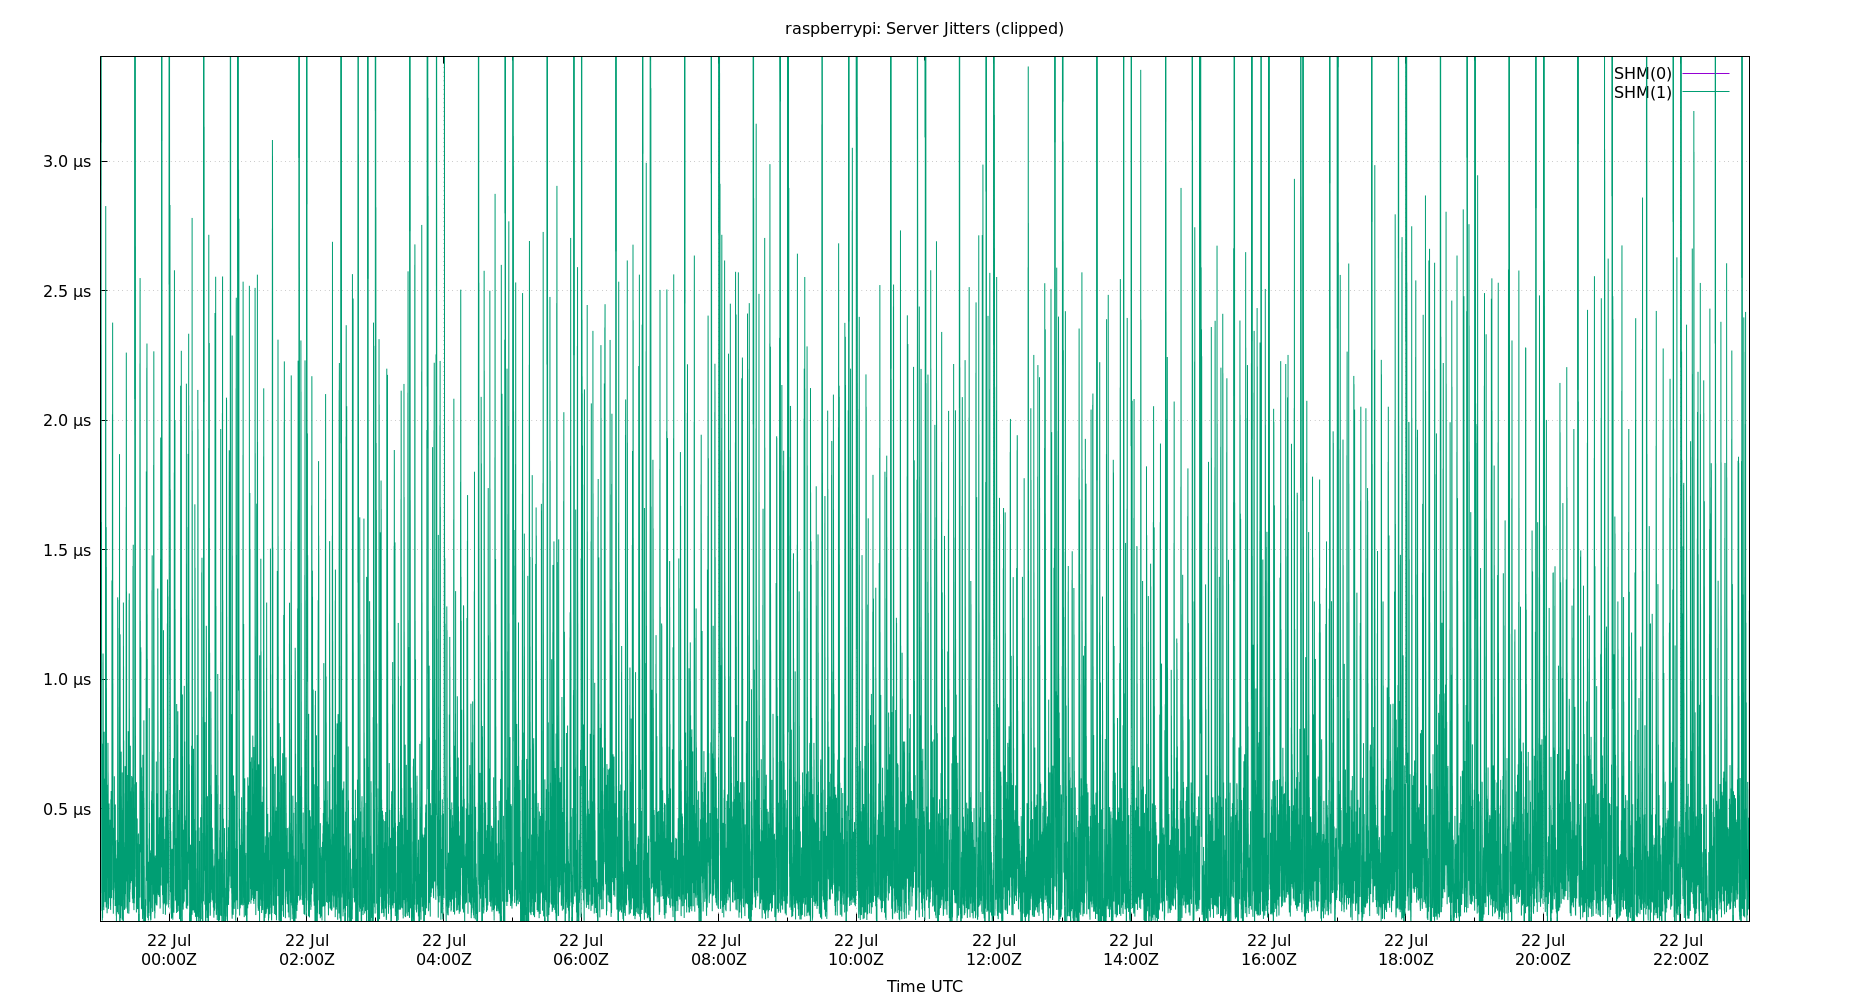 raspberrypi: Server Jitters (clipped)
SHM(0)
SHM(1)
3.0 μs
2.5 μs
2.0 μs
1.5 μs
1.0 μs
0.5 μs
22 Jul 22 Jul 22 Jul 22 Jul 22 Jul 22 Jul 22 Jul 22 Jul 22 Jul 22 Jul 22 Jul 22 Jul
00:00Z 02:00Z 04:00Z 06:00Z 08:00Z 10:00Z 12:00Z 14:00Z 16:00Z 18:00Z 20:00Z 22:00Z
Time UTC